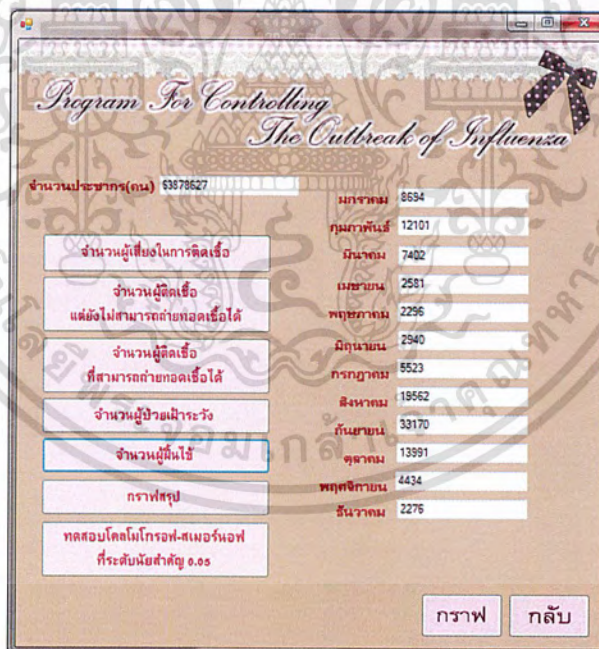 Program For Controlling
The Outbreak of Influenza
จำนวนประชากร(คน) 63878627
จำนวนผู้เสี่ยงในการติดเชื้อ
จำนวนผู้ติดเชื้อ
แต่ยังไม่สามารถถ่ายทอดเชื้อได้
จำนวนผู้ติดเชื้อ
ที่สามารถถ่ายทอดเชื้อได้
จำนวนผู้ป่วยเฝ้าระวัง
จำนวนผู้ฟื้นไข้
กราฟสรุป
ทดสอบโคลโมโกรอฟ-สเมอร์นอฟ
ที่ระดับนัยสำคัญ 0.05
มกราคม 8694
กุมภาพันธ์ 12101
มีนาคม 7402
เมษายน 2581
พฤษภาคม 2296
มิถุนายน 2940
กรกฎาคม 5523
สิงหาคม 19562
กันยายน 33170
ตุลาคม 13991
พฤศจิกายน 4434
ธันวาคม 2276
กราฟ กลับ